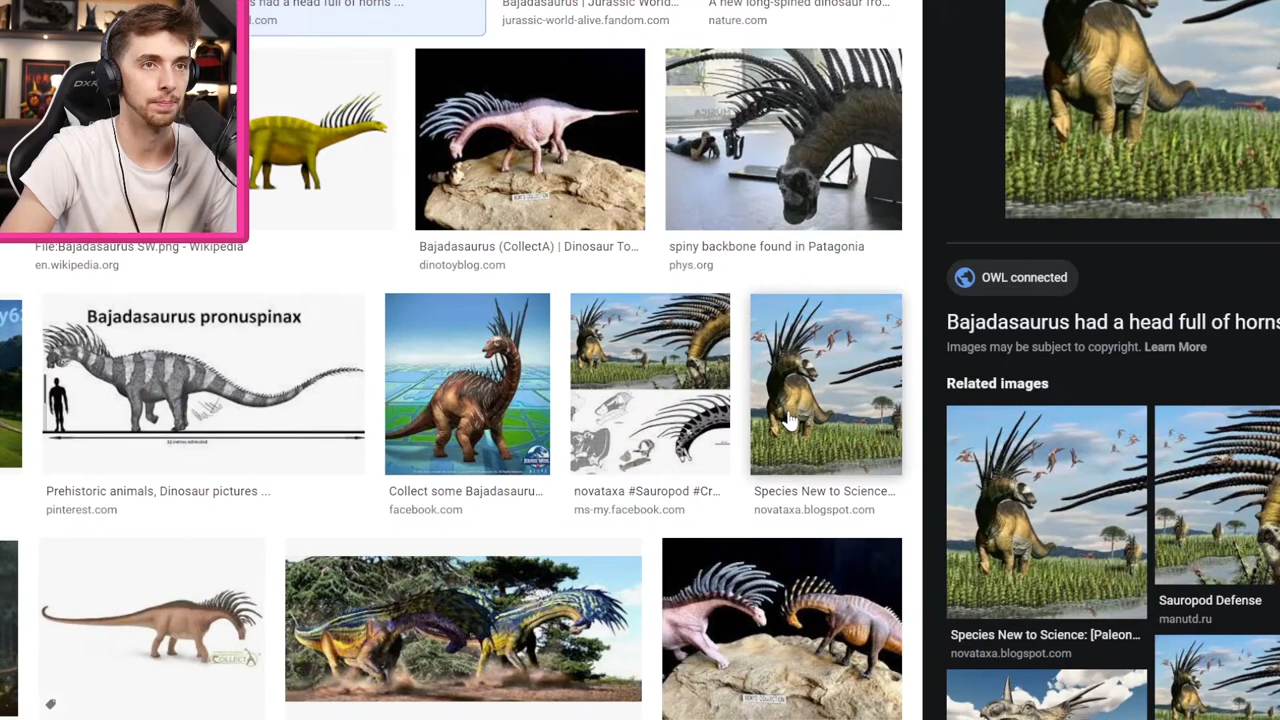 s had a head full of horns ...
l.com
Bajadasaurus | Jurassic World...
jurassic-world-alive.fandom.com
A new long-spined dinosaur fro...
nature.com
DXR
File:Bajadasaurus SW.png - Wikipedia
en.wikipedia.org
Bajadasaurus (CollectA) | Dinosaur To...
dinotoyblog.com
spiny backbone found in Patagonia
phys.org
OWL connected
Bajadasaurus had a head full of horns
Images may be subject to copyright. Learn More
Related images
y6
Bajadasaurus pronuspinax
Prehistoric animals, Dinosaur pictures ...
pinterest.com
Collect some Bajadasauru...
facebook.com
novataxa #Sauropod #Cr...
ms-my.facebook.com
Species New to Science...
novataxa.blogspot.com
Sauropod Defense
manutd.ru
Species New to Science: [Paleon...
novataxa.blogspot.com
COLLECTA